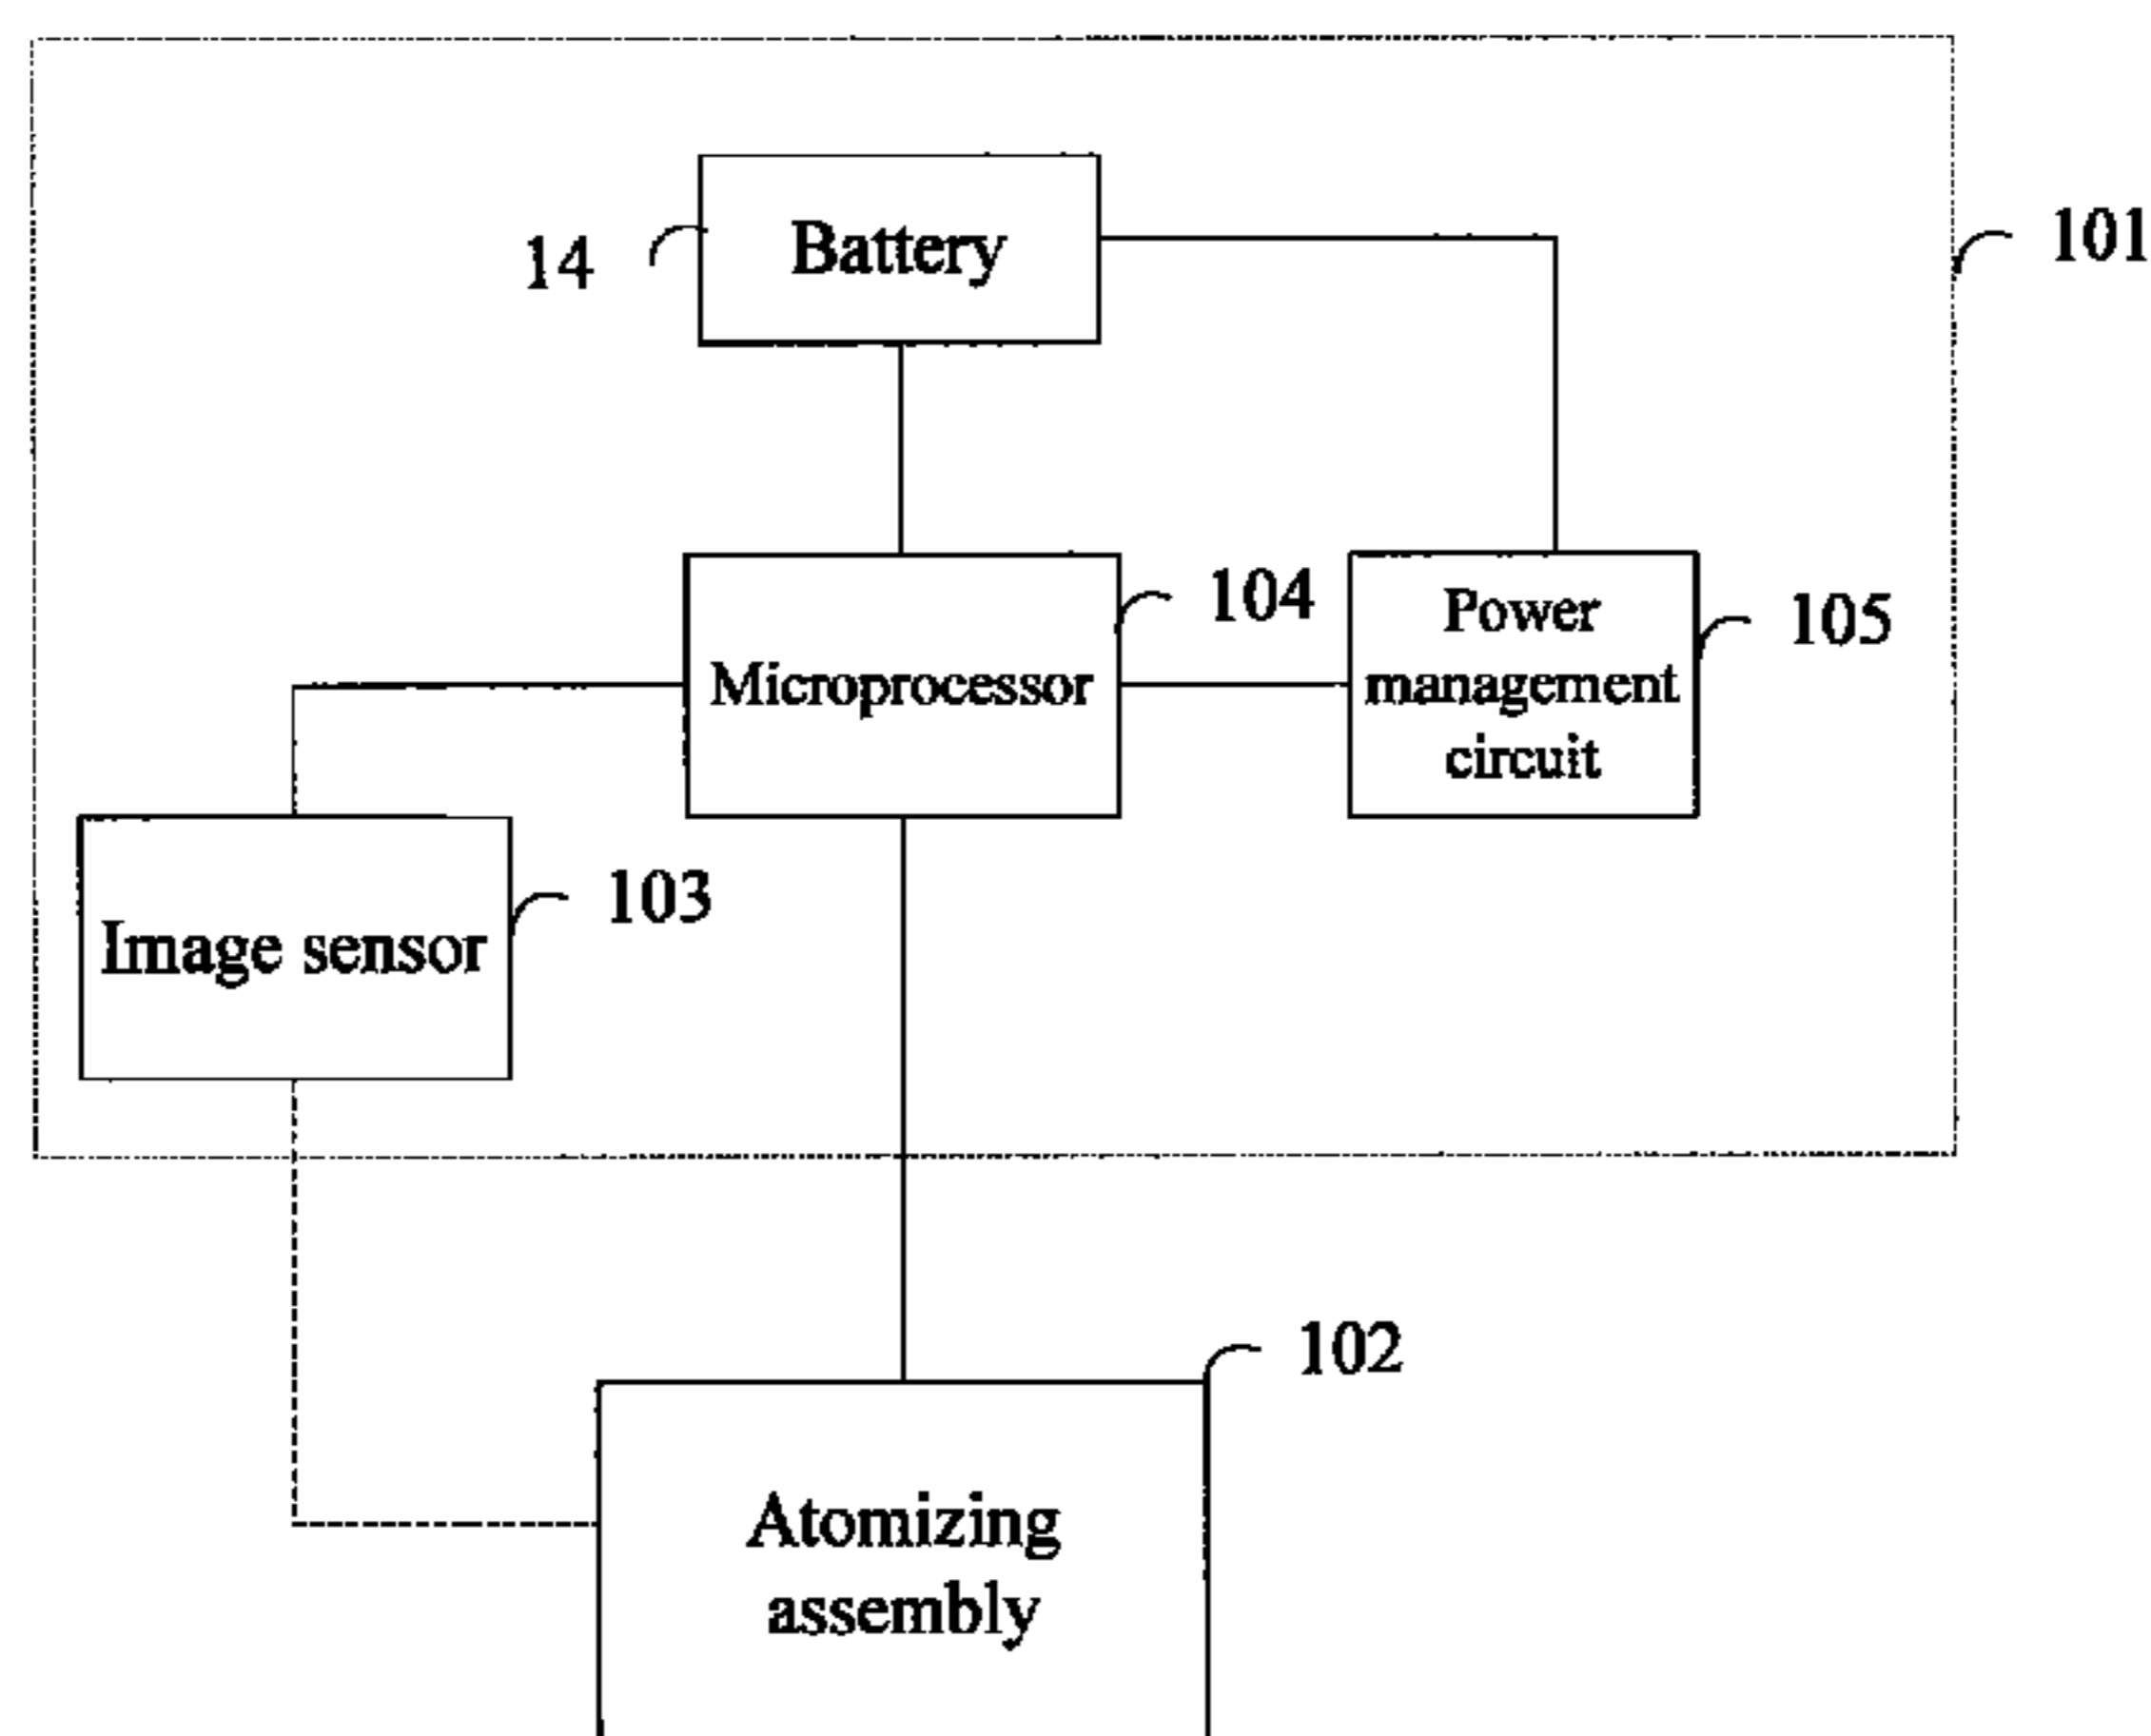 101
14
Battery
104
105
Microprocessor
Power
management
circuit
103
Image sensor
102
Atomizing
assembly